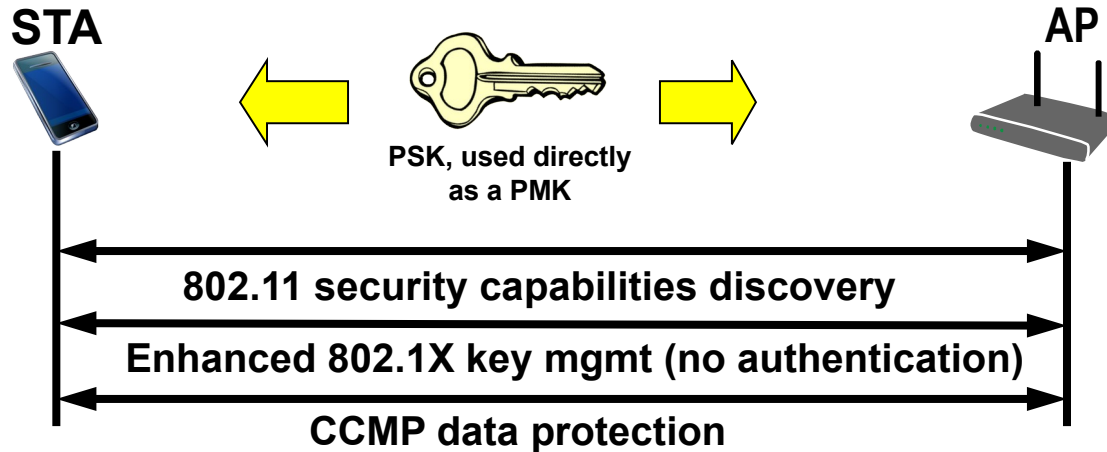 STA
AP
PSK, used directly
as a PMK
802.11 security capabilities discovery
Enhanced 802.1X key mgmt (no authentication)
CCMP data protection